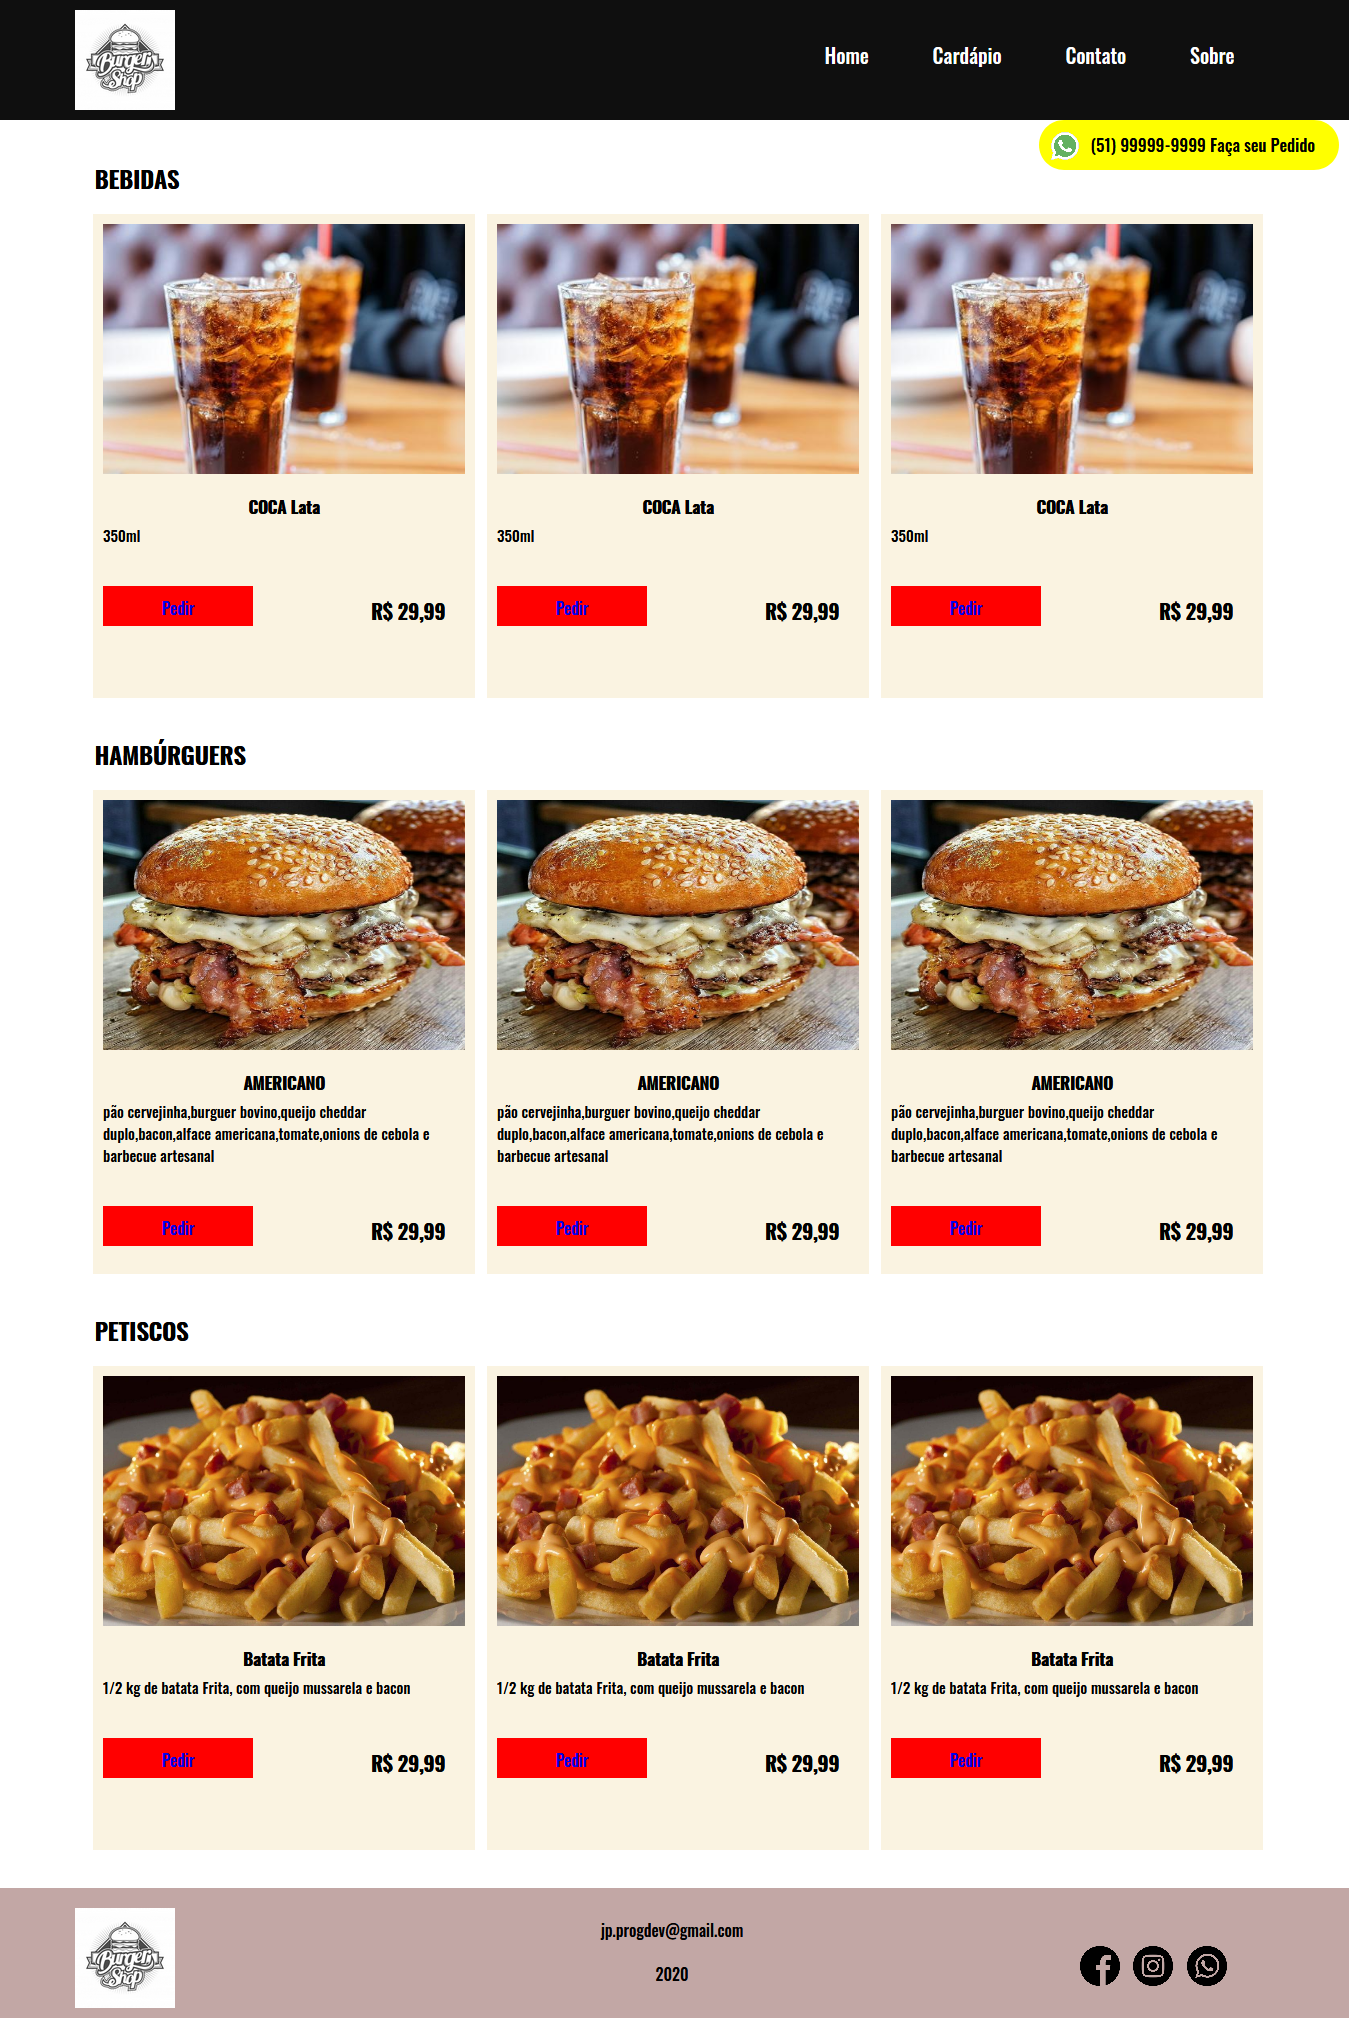 Burger
Shop
Home
Cardápio
Contato
Sobre
(51) 99999-9999 Faça seu Pedido
BEBIDAS
COCA Lata
350ml
Pedir
R$ 29,99
COCA Lata
350ml
Pedir
R$ 29,99
COCA Lata
350ml
Pedir
R$ 29,99
HAMBÚRGUERS
AMERICANO
pão cervejinha,burguer bovino,queijo cheddar
duplo,bacon,alface americana,tomate,onions de cebola e
barbecue artesanal
Pedir
R$ 29,99
AMERICANO
pão cervejinha,burguer bovino,queijo cheddar
duplo,bacon,alface americana,tomate,onions de cebola e
barbecue artesanal
Pedir
R$ 29,99
AMERICANO
pão cervejinha,burguer bovino,queijo cheddar
duplo,bacon,alface americana,tomate,onions de cebola e
barbecue artesanal
Pedir
R$ 29,99
PETISCOS
Batata Frita
1/2 kg de batata Frita, com queijo mussarela e bacon
Pedir
R$ 29,99
Batata Frita
1/2 kg de batata Frita, com queijo mussarela e bacon
Pedir
R$ 29,99
Batata Frita
1/2 kg de batata Frita, com queijo mussarela e bacon
Pedir
R$ 29,99
Burger
Shop
jp.progdev@gmail.com
2020